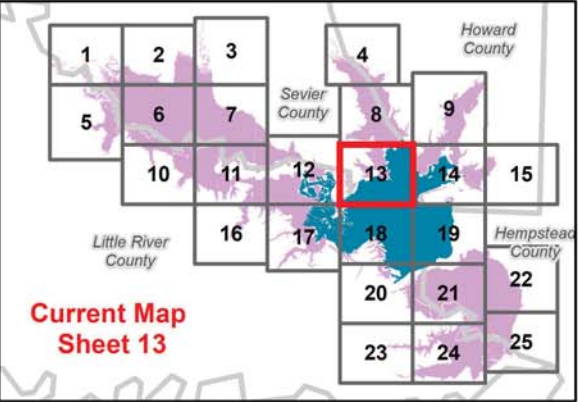 Howard
County
1
2
3
4
Sevier
County
5
6
7
8
9
10
11
12
13
14
15
Little River
County
16
17
18
19
Hempstead
County
20
21
22
Current Map
Sheet 13
23
24
25